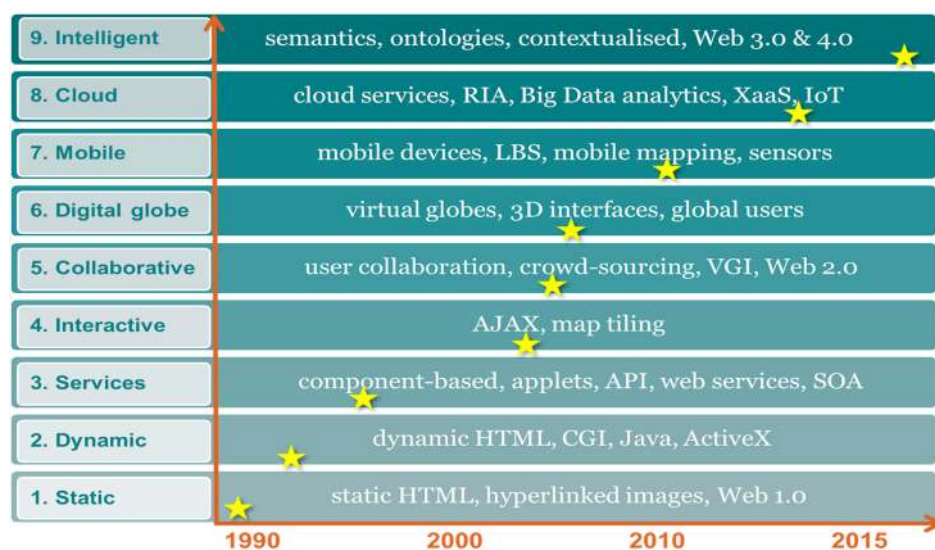 9. Intelligent
semantics, ontologies, contextualised, Web 3.0 & 4.0
8. Cloud
cloud services, RIA, Big Data analytics, XaaS, IoT
7. Mobile
mobile devices, LBS, mobile mapping, sensors
6. Digital globe
virtual globes, 3D interfaces, global users
5. Collaborative
user collaboration, crowd-sourcing, VGI, Web 2.0
4. Interactive
AJAX, map tiling
3. Services
component-based, applets, API, web services, SOA
2. Dynamic
dynamic HTML, CGI, Java, ActiveX
1. Static
static HTML, hyperlinked images, Web 1.0
1990 2000 2010 2015